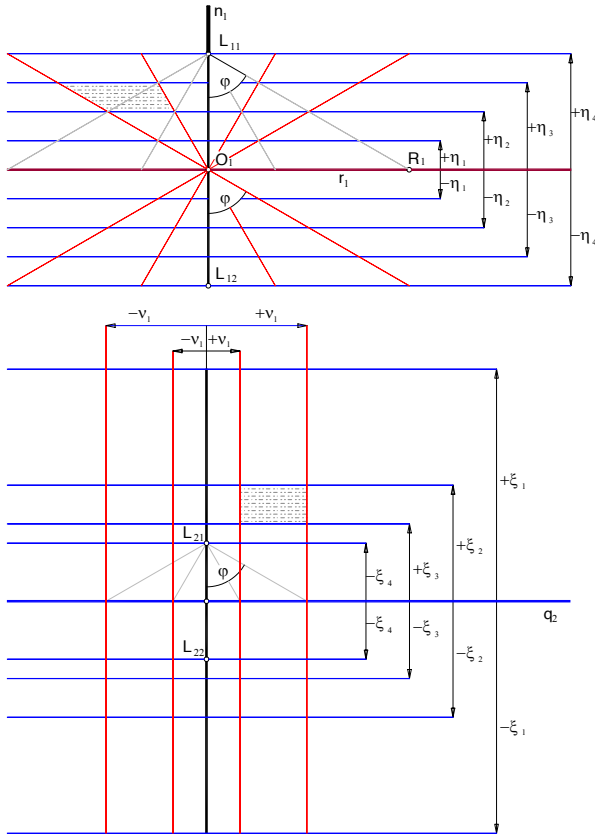 n₁
L₁₁
φ
O₁
R₁
r₁
+η₁
−η₁
+η₂
−η₂
+η₃
−η₃
+η₄
−η₄
φ
L₁₂
−ν₁ +ν₁
−ν₁ +ν₁
+ξ₁
L₂₁
φ
−ξ₄
+ξ₃
+ξ₂
q₂
−ξ₄
−ξ₃
−ξ₂
L₂₂
−ξ₁